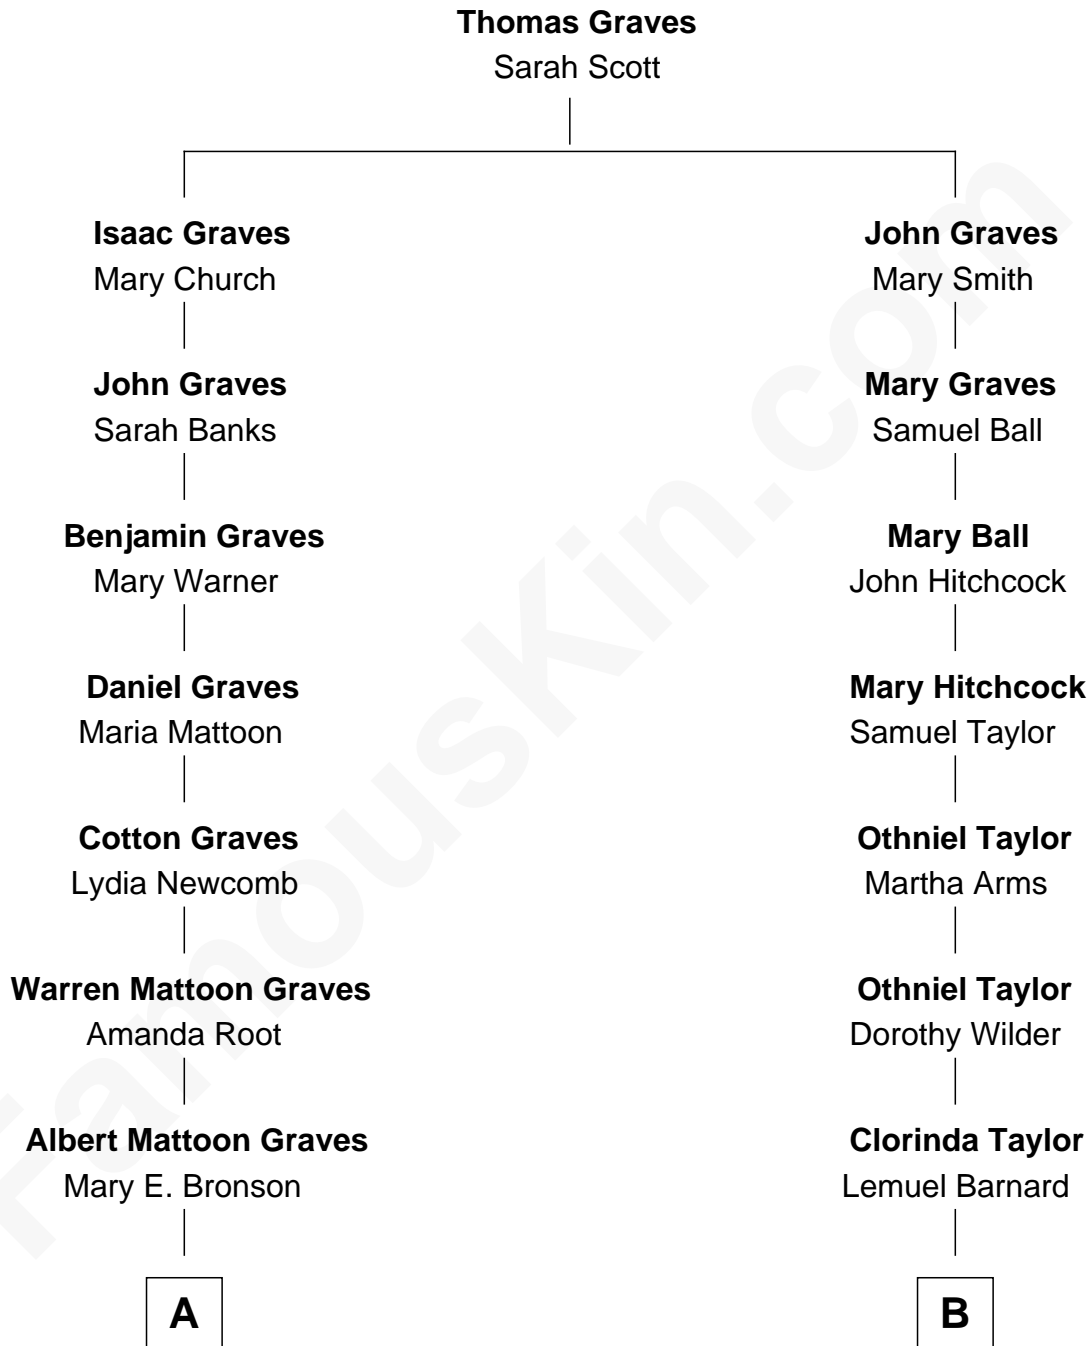 Thomas Graves
Sarah Scott
Isaac Graves
Mary Church
John Graves
Mary Smith
John Graves
Sarah Banks
Mary Graves
Samuel Ball
Benjamin Graves
Mary Warner
Mary Ball
John Hitchcock
Daniel Graves
Maria Mattoon
Mary Hitchcock
Samuel Taylor
Cotton Graves
Lydia Newcomb
Othniel Taylor
Martha Arms
Warren Mattoon Graves
Amanda Root
Othniel Taylor
Dorothy Wilder
Albert Mattoon Graves
Mary E. Bronson
Clorinda Taylor
Lemuel Barnard
A
B
FamousKin.com